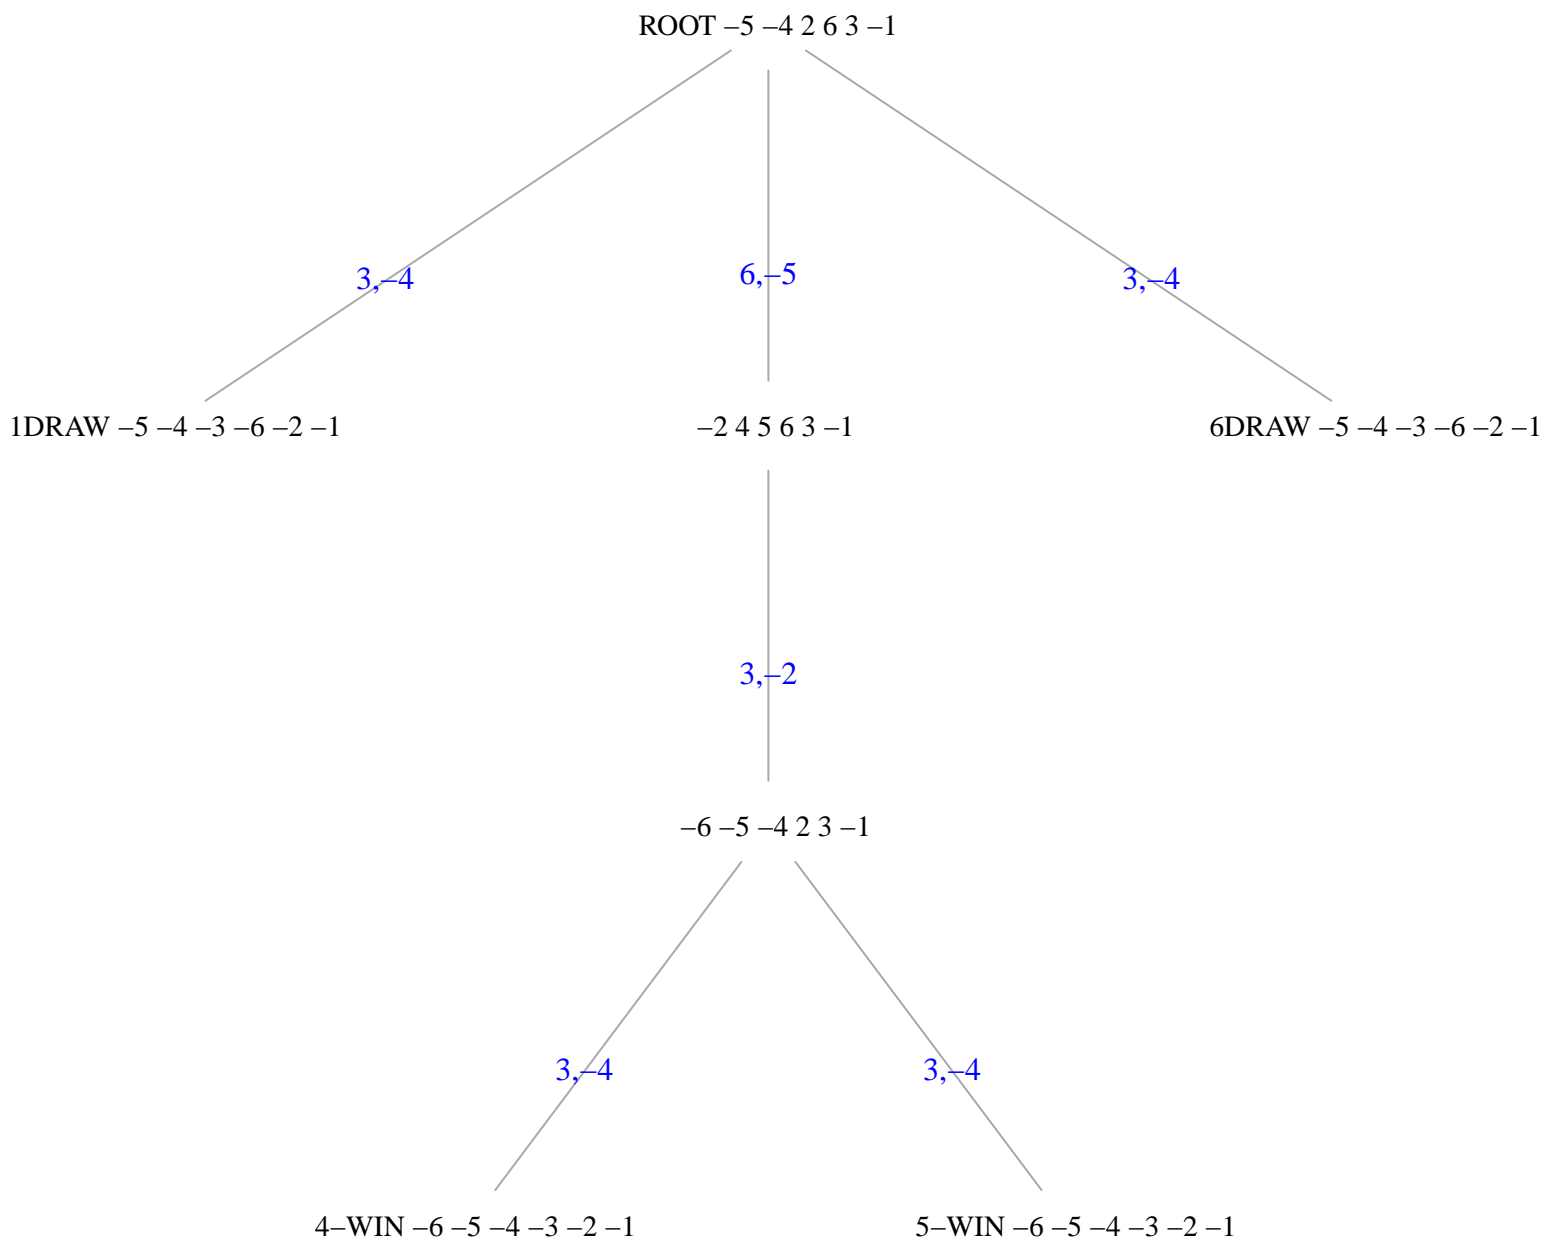 ROOT –5 –4 2 6 3 –1
3,–4
6,–5
3,–4
1DRAW –5 –4 –3 –6 –2 –1
–2 4 5 6 3 –1
6DRAW –5 –4 –3 –6 –2 –1
3,–2
–6 –5 –4 2 3 –1
3,–4
3,–4
4–WIN –6 –5 –4 –3 –2 –1
5–WIN –6 –5 –4 –3 –2 –1